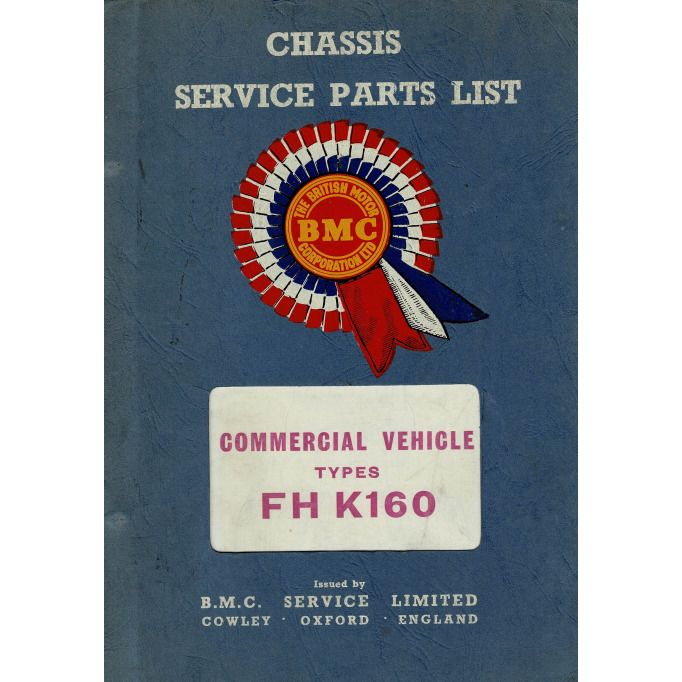 CHASSIS
SERVICE PARTS LIST
THE BRITISH MOTOR
BMC
CORPORATION LTD
COMMERCIAL VEHICLE
TYPES
FH K160
Issued by
B.M.C. SERVICE LIMITED
COWLEY · OXFORD · ENGLAND